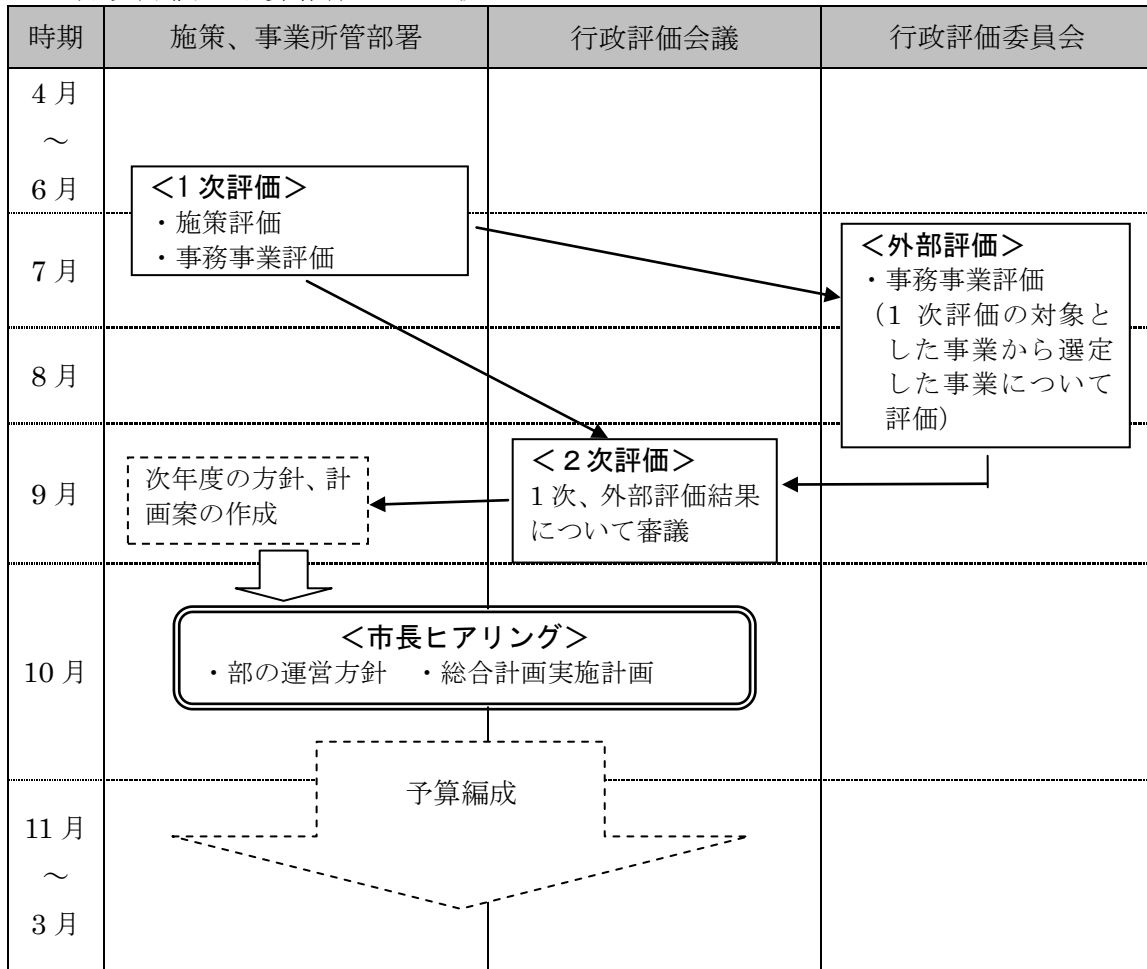 時期
施策、事業所管部署
行政評価会議
行政評価委員会
4月
～
6月
＜1次評価＞
・施策評価
・事務事業評価
7月
＜外部評価＞
・事務事業評価
（1 次評価の対象と
した事業から選定
した事業について
評価）
8月
9月
次年度の方針、計
画案の作成
＜２次評価＞
1次、外部評価結果
について審議
10月
＜市長ヒアリング＞
・部の運営方針　・総合計画実施計画
予算編成
11月
～
3月